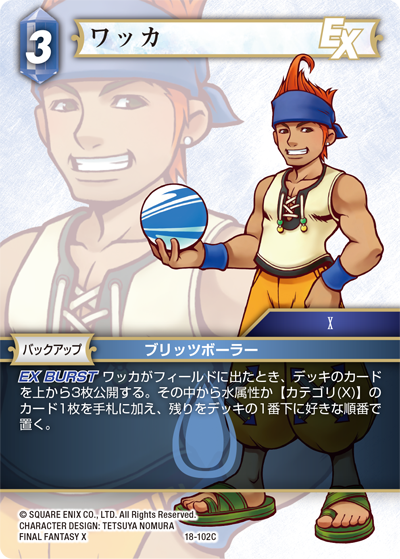 3
ワッカ
EX
X
バックアップ
ブリッツボーラー
EX BURST ワッカがフィールドに出たとき、デッキのカード
を上から3枚公開する。その中から水属性か【カテゴリ(X)】の
カード1枚を手札に加え、残りをデッキの1番下に好きな順番で
置く。
© SQUARE ENIX CO., LTD. All Rights Reserved.
CHARACTER DESIGN: TETSUYA NOMURA
FINAL FANTASY X
18-102C